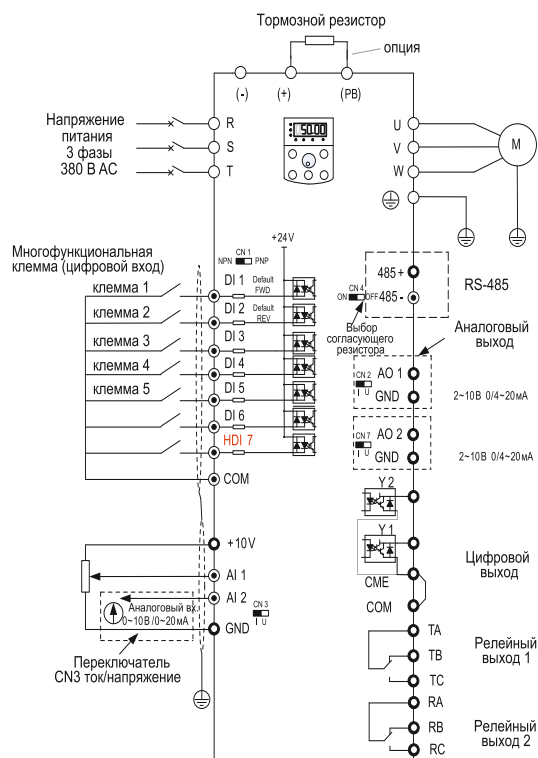 Тормозной резистор
опция
(-)
(+)
(PB)
Напряжение
питания
3 фазы
380 В AC
R
S
T
50.00
U
V
W
M
Многофункциональная
клемма (цифровой вход)
клемма 1
клемма 2
клемма 3
клемма 4
клемма 5
CN 1
NPN
PNP
+24V
DI 1
Default
FWD
DI 2
Default
REV
DI 3
DI 4
DI 5
DI 6
HDI 7
COM
485+
485-
CN 4
ON
OFF
RS-485
Выбор
согласующего
резистора
Аналоговый
выход
CN 2
I U
AO 1
GND
2~10В 0/4~20мА
CN 7
I U
AO 2
GND
2~10В 0/4~20мА
Y 2
Y 1
CME
COM
Цифровой
выход
+10V
AI 1
AI 2
GND
CN 3
I U
Аналоговый вх.
0~10В/0~20мА
Переключатель
CN3 ток/напряжение
TA
TB
TC
Релейный
выход 1
RA
RB
RC
Релейный
выход 2